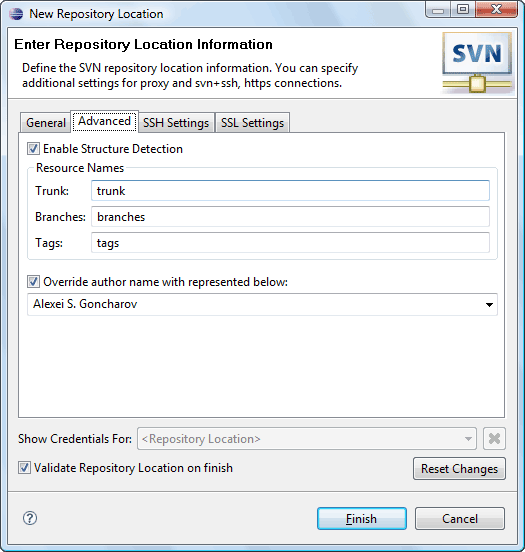 New Repository Location
Enter Repository Location Information
Define the SVN repository location information. You can specify
additional settings for proxy and svn+ssh, https connections.
SVN
General Advanced SSH Settings SSL Settings
Enable Structure Detection
Resource Names
Trunk: trunk
Branches: branches
Tags: tags
Override author name with represented below:
Alexei S. Goncharov
Show Credentials For: <Repository Location>
Validate Repository Location on finish
Reset Changes
?
Finish Cancel